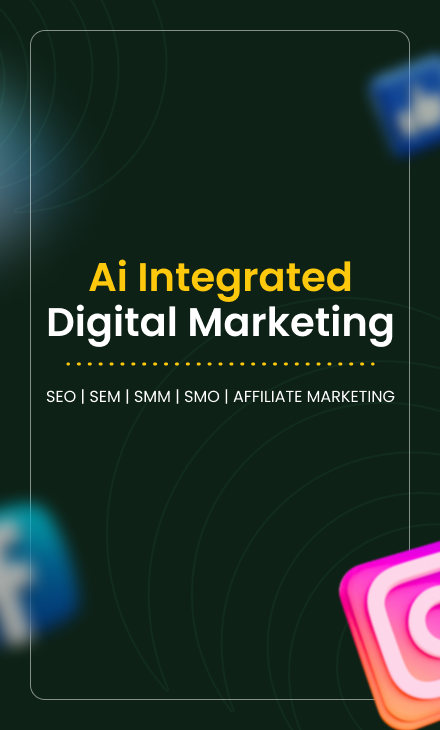 Ai Integrated
Digital Marketing
SEO | SEM | SMM | SMO | AFFILIATE MARKETING